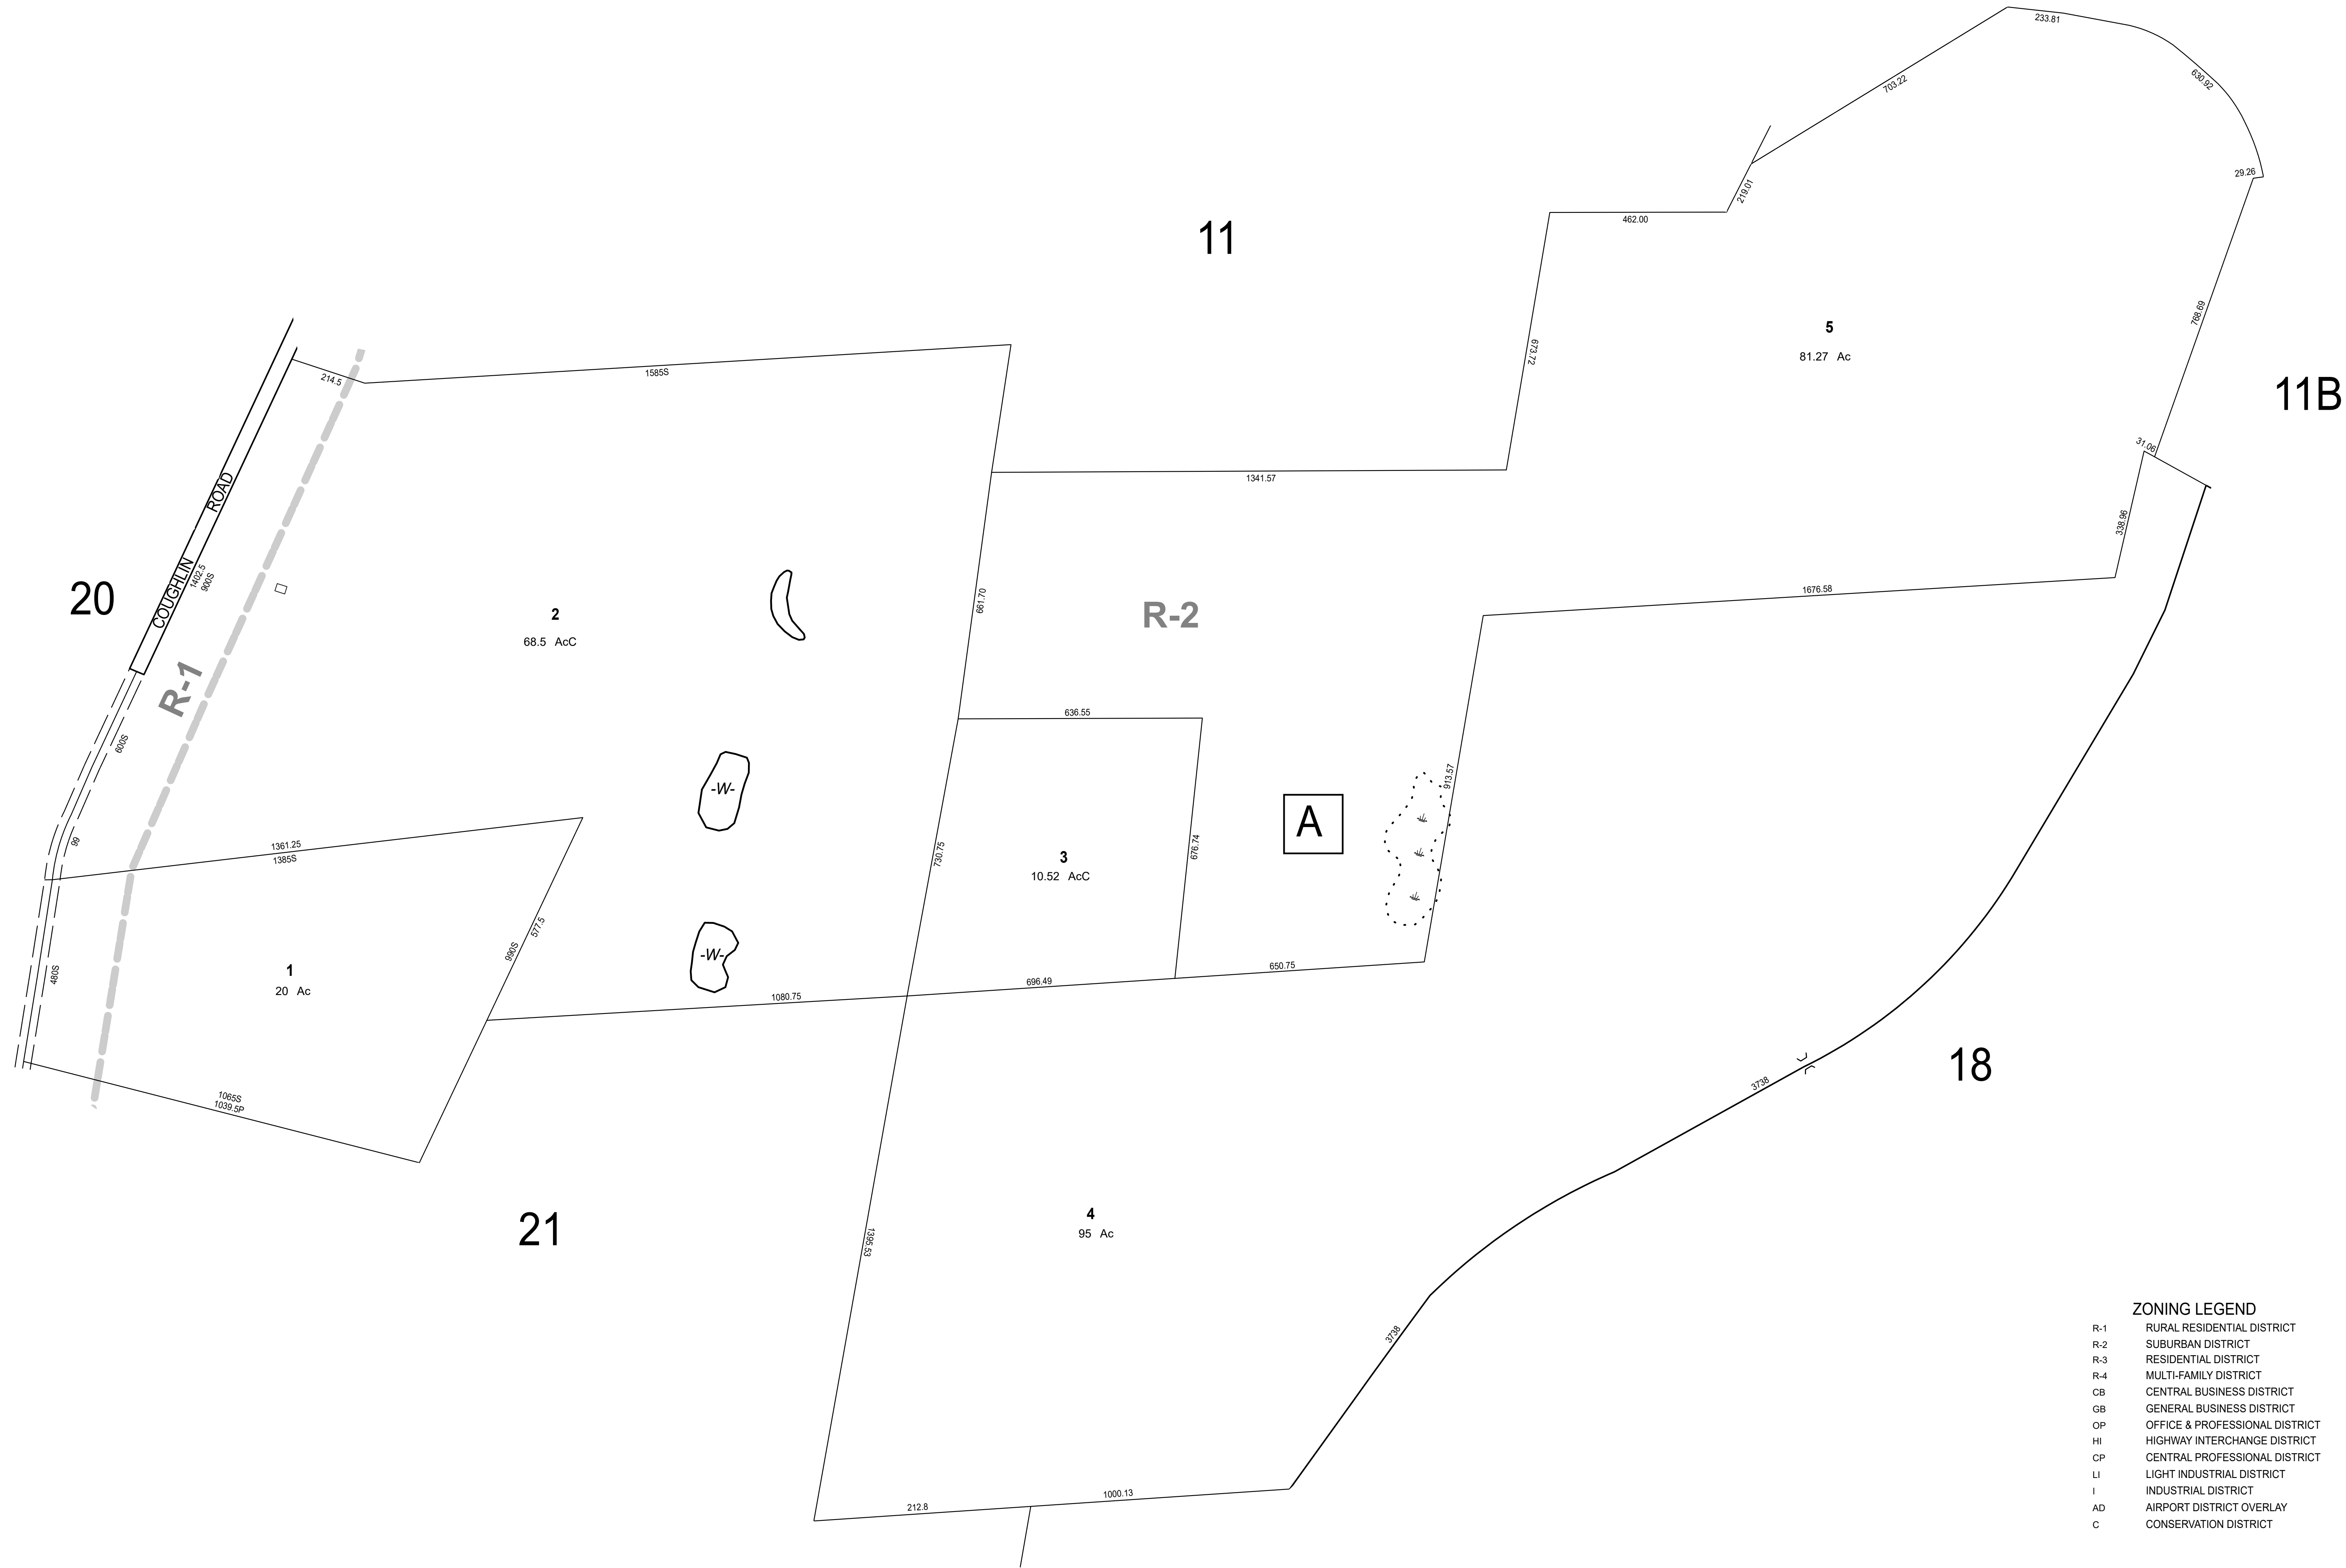 233.81
630.92
703.22
29.26
219.01
462.00
11
768.69
5
81.27 Ac
673.72
11B
1585S
214.5
31.06
1341.57
ROAD
338.96
COUGHLIN
1402.5
900S
20
1676.58
661.70
R-2
2
68.5 AcC
R-1
636.55
600S
913.57
-W-
A
99
1361.25
1385S
676.74
730.75
3
10.52 AcC
577.5
990S
-W-
650.75
480S
1
20 Ac
696.49
1080.75
18
3738
1065S
1039.5P
4
95 Ac
21
1395.53
3738
1000.13
212.8
ZONING LEGEND
R-1 RURAL RESIDENTIAL DISTRICT
R-2 SUBURBAN DISTRICT
R-3 RESIDENTIAL DISTRICT
R-4 MULTI-FAMILY DISTRICT
CB CENTRAL BUSINESS DISTRICT
GB GENERAL BUSINESS DISTRICT
OP OFFICE & PROFESSIONAL DISTRICT
HI HIGHWAY INTERCHANGE DISTRICT
CP CENTRAL PROFESSIONAL DISTRICT
LI LIGHT INDUSTRIAL DISTRICT
I INDUSTRIAL DISTRICT
AD AIRPORT DISTRICT OVERLAY
C CONSERVATION DISTRICT